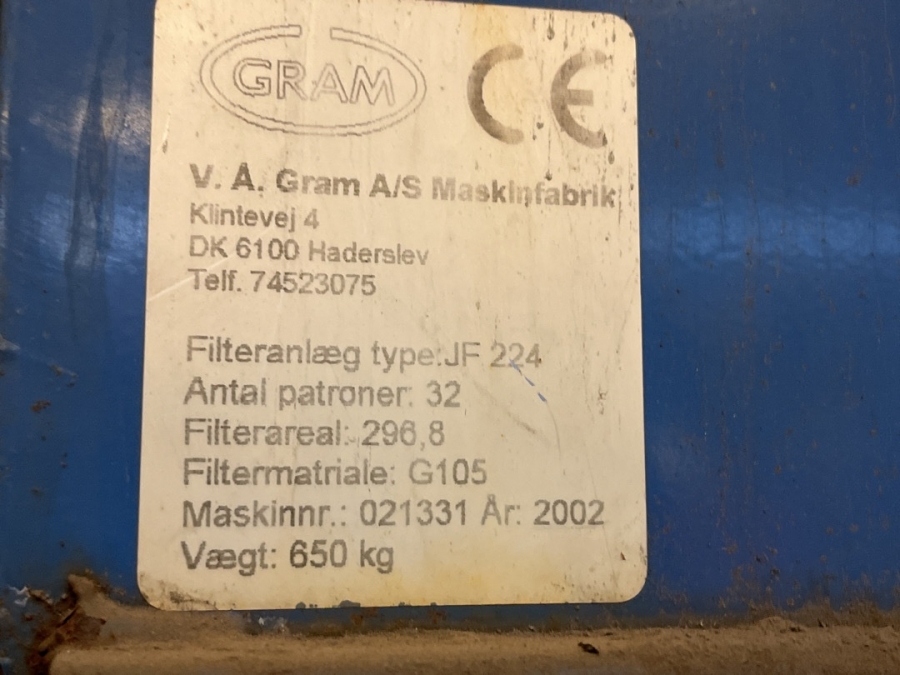 GRAM CE
V. A. Gram A/S Maskinfabrik
Klintevej 4
DK 6100 Haderslev
Telf. 74523075
Filteranlæg type:JF 224
Antal patroner: 32
Filterareal: 296,8
Filtermatriale: G105
Maskinnr.: 021331 År: 2002
Vægt: 650 kg